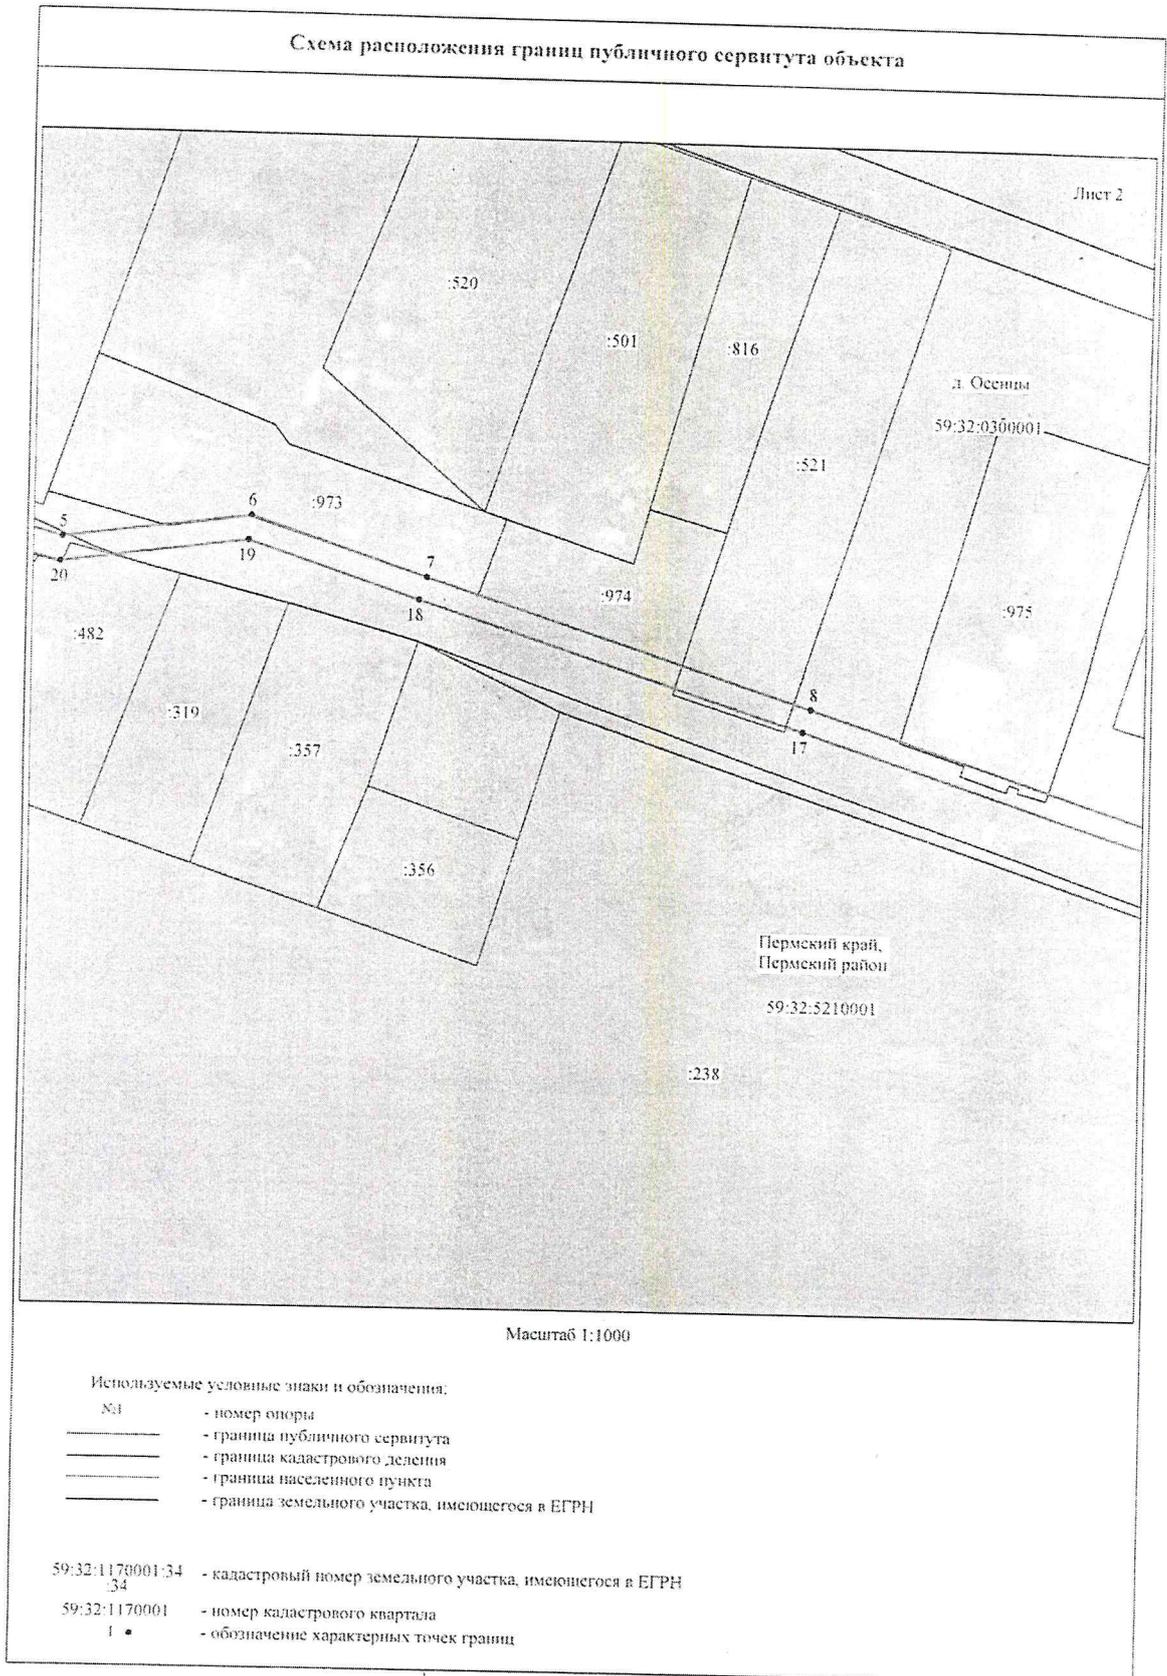 Схема расположения границ публичного сервитута объекта
Лист 2
:520
:501
:816
д. Осенцы
59:32:0300001
:521
:973
5
6
7
19
20
18
:974
:975
:482
8
17
:319
:357
:356
Пермский край,
Пермский район
59:32:5210001
:238
Масштаб 1:1000
Используемые условные знаки и обозначения:
№1 - номер опоры
- граница публичного сервитута
- граница кадастрового деления
- граница населенного пункта
- граница земельного участка, имеющегося в ЕГРН
59:32:1170001:34
:34 - кадастровый номер земельного участка, имеющегося в ЕГРН
59:32:1170001 - номер кадастрового квартала
1 - обозначение характерных точек границ